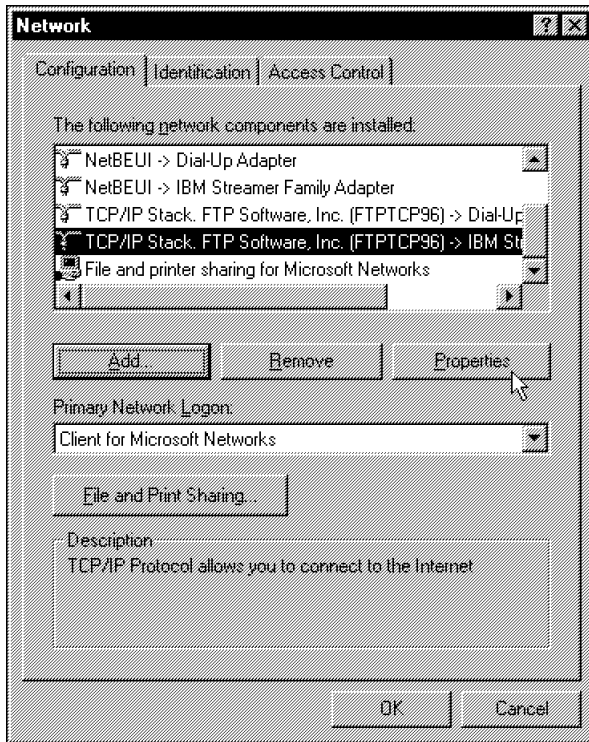 Network
Configuration Identification Access Control
The following network components are installed:
NetBEUI -> Dial-Up Adapter
NetBEUI -> IBM Streamer Family Adapter
TCP/IP Stack. FTP Software, Inc. (FTPTCP96) -> Dial-Up
TCP/IP Stack. FTP Software, Inc. (FTPTCP96) -> IBM St
File and printer sharing for Microsoft Networks
Add... Remove Properties
Primary Network Logon:
Client for Microsoft Networks
File and Print Sharing...
Description
TCP/IP Protocol allows you to connect to the Internet
OK Cancel